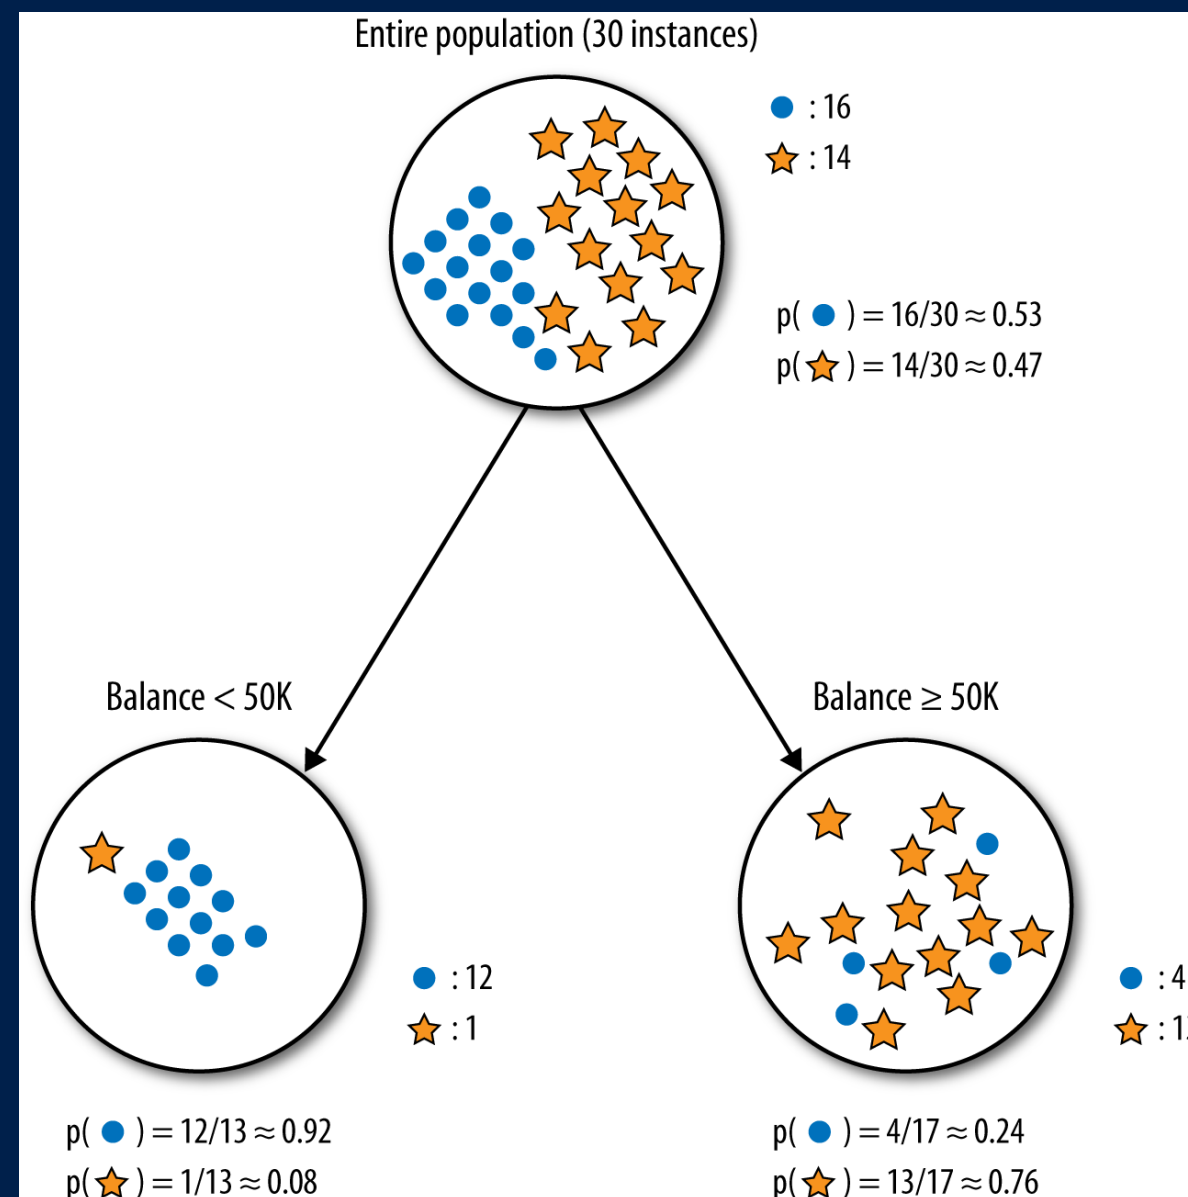 Entire population (30 instances)
: 16
: 14
p( ) = 16/30 ≈ 0.53
p( ) = 14/30 ≈ 0.47
Balance < 50K
Balance ≥ 50K
: 12
: 1
: 4
p( ) = 12/13 ≈ 0.92
p( ) = 1/13 ≈ 0.08
p( ) = 4/17 ≈ 0.24
p( ) = 13/17 ≈ 0.76